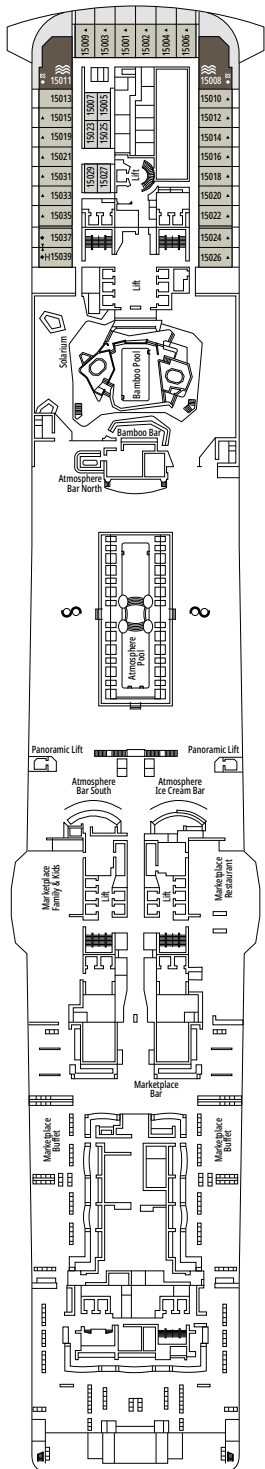 15009
15003
15001
15002
15004
15006
BS
15011
BS
15008
15007
15005
15023
15025
15029
15027
15013
15015
15019
15021
15031
15033
15035
15037
H15039
15010
15012
15014
15016
15018
15020
15022
15024
15026
Lift
Lift
Solarium
Bamboo Pool
Bamboo Bar
Atmosphere
Bar North
Atmosphere
Pool
Panoramic Lift
Panoramic Lift
Atmosphere
Bar South
Atmosphere
Ice Cream Bar
Marketplace
Family & Kids
Lift
Lift
Marketplace
Restaurant
Marketplace
Bar
Marketplace
Buffet
Marketplace
Buffet